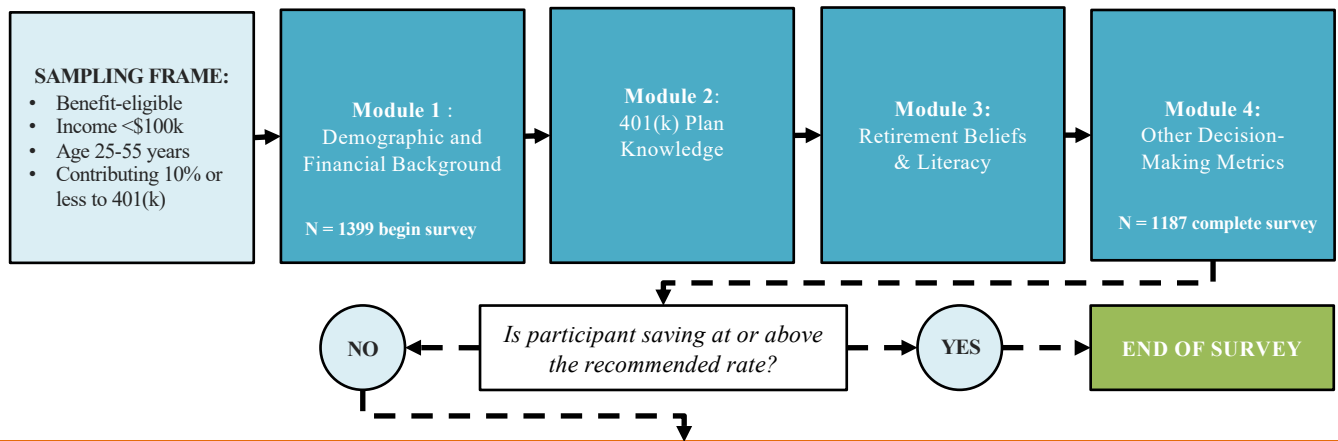 SAMPLING FRAME:
• Benefit-eligible
• Income <$100k
• Age 25-55 years
• Contributing 10% or
less to 401(k)
Module 1 :
Demographic and
Financial Background
N = 1399 begin survey
Module 2:
401(k) Plan
Knowledge
Module 3:
Retirement Beliefs
& Literacy
Module 4:
Other Decision-
Making Metrics
N = 1187 complete survey
NO
Is participant saving at or above
the recommended rate?
YES
END OF SURVEY